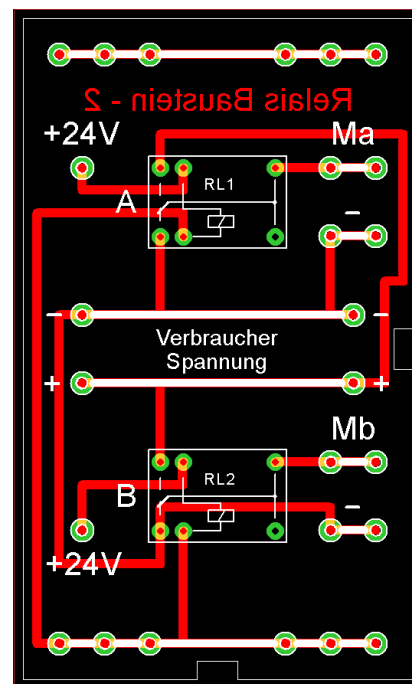 Relais Baustein - 2
+24V Ma
A RL1 -
- -
Verbraucher
Spannung
+ +
Mb
B RL2 -
+24V